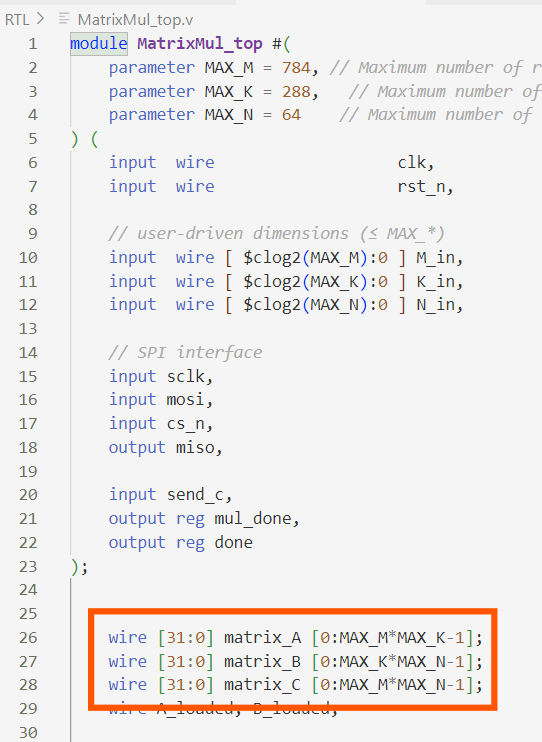 RTL > MatrixMul_top.v
1 module MatrixMul_top #(
2 parameter MAX_M = 784, // Maximum number of r
3 parameter MAX_K = 288, // Maximum number of
4 parameter MAX_N = 64 // Maximum number of
5 ) (
6 input wire clk,
7 input wire rst_n,
8
9 // user-driven dimensions (≤ MAX_*)
10 input wire [ $clog2(MAX_M):0 ] M_in,
11 input wire [ $clog2(MAX_K):0 ] K_in,
12 input wire [ $clog2(MAX_N):0 ] N_in,
13
14 // SPI interface
15 input sclk,
16 input mosi,
17 input cs_n,
18 output miso,
19
20 input send_c,
21 output reg mul_done,
22 output reg done
23 );
24
25
26 wire [31:0] matrix_A [0:MAX_M*MAX_K-1];
27 wire [31:0] matrix_B [0:MAX_K*MAX_N-1];
28 wire [31:0] matrix_C [0:MAX_M*MAX_N-1];
29 wire A_loaded, B_loaded;
30